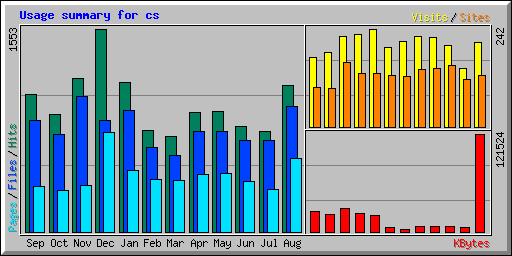 Usage summary for cs
Visits / Sites
1553
242
Pages / Files / Hits
121524
Sep Oct Nov Dec Jan Feb Mar Apr May Jun Jul Aug
KBytes